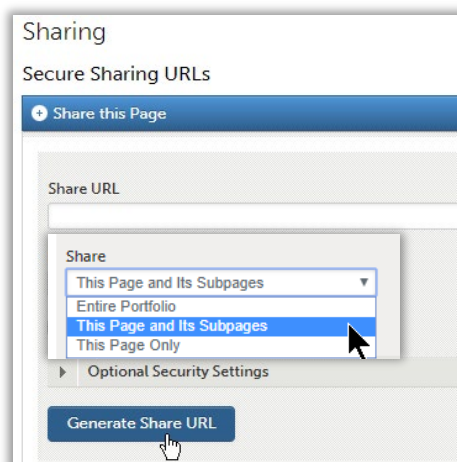 Sharing
Secure Sharing URLs
Share this Page
Share URL
Share
This Page and Its Subpages
Entire Portfolio
This Page and Its Subpages
This Page Only
Optional Security Settings
Generate Share URL